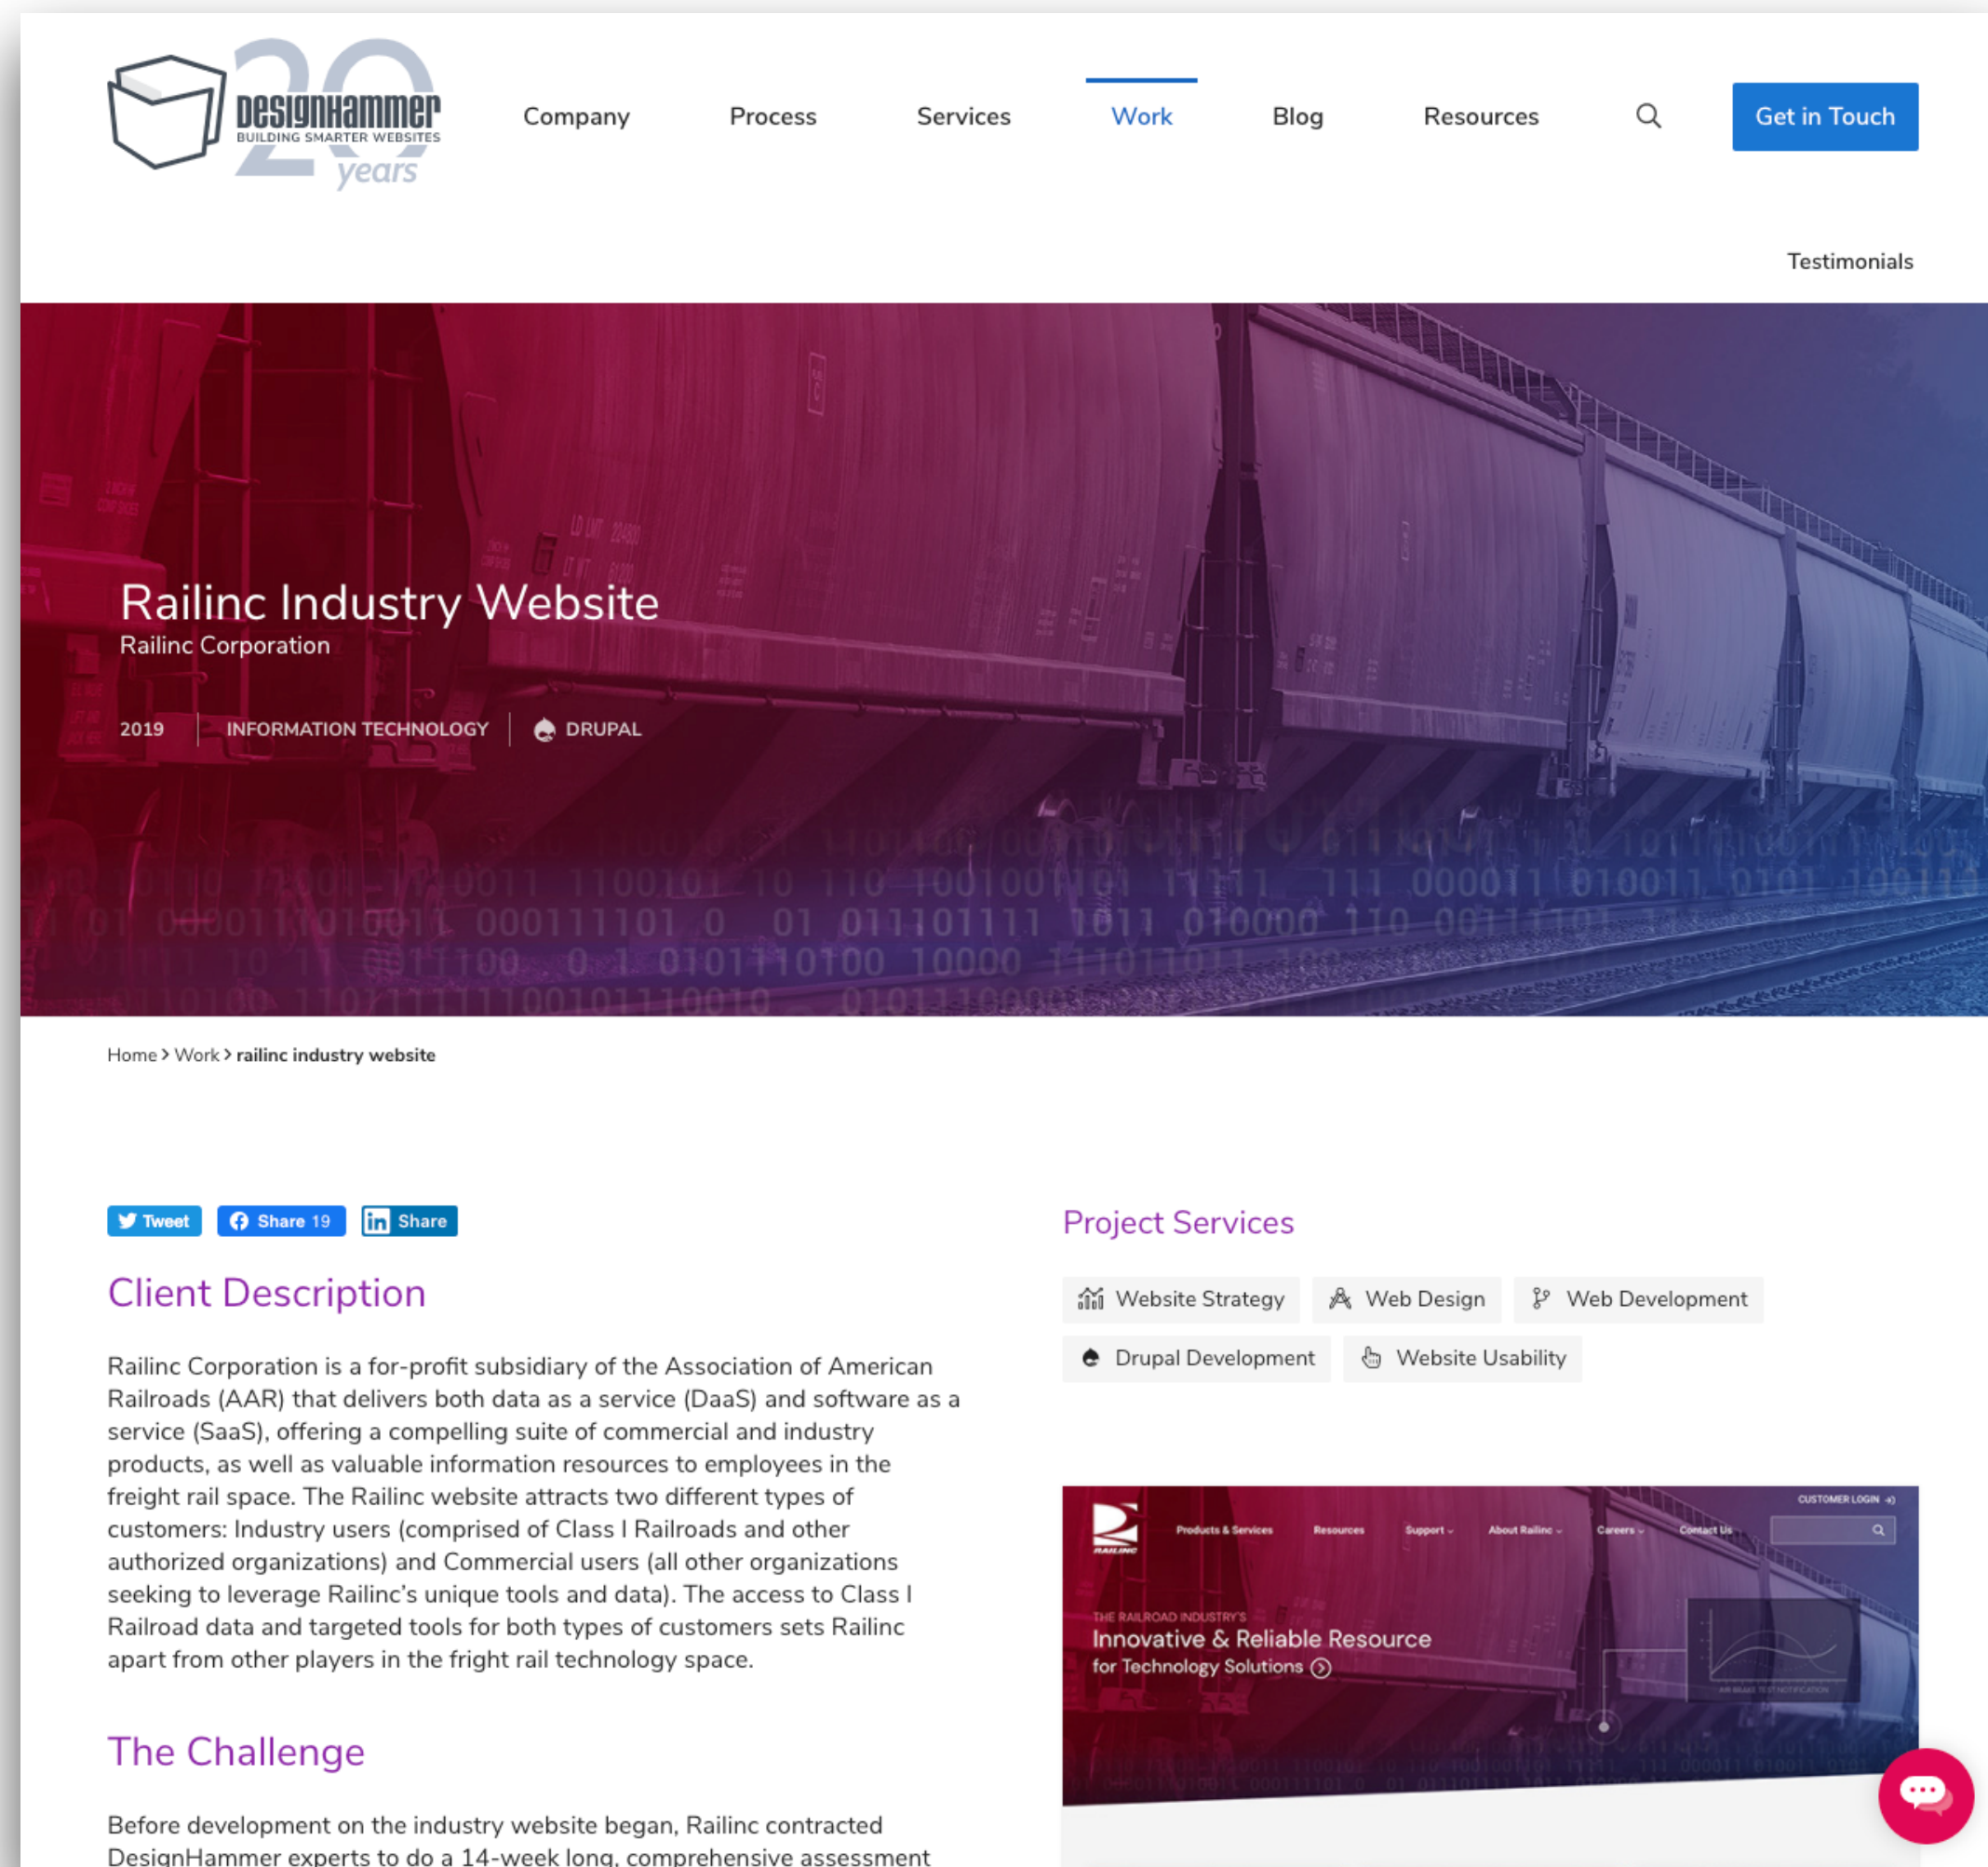 20
DesignHammer
BUILDING SMARTER WEBSITES
years
Company
Process
Services
Work
Blog
Resources
Get in Touch
Testimonials
Railinc Industry Website
Railinc Corporation
2019
INFORMATION TECHNOLOGY
DRUPAL
Home > Work > railinc industry website
Tweet
Share 19
in Share
Client Description
Railinc Corporation is a for-profit subsidiary of the Association of American
Railroads (AAR) that delivers both data as a service (DaaS) and software as a
service (SaaS), offering a compelling suite of commercial and industry
products, as well as valuable information resources to employees in the
freight rail space. The Railinc website attracts two different types of
customers: Industry users (comprised of Class I Railroads and other
authorized organizations) and Commercial users (all other organizations
seeking to leverage Railinc’s unique tools and data). The access to Class I
Railroad data and targeted tools for both types of customers sets Railinc
apart from other players in the fright rail technology space.
The Challenge
Before development on the industry website began, Railinc contracted
DesignHammer experts to do a 14-week long, comprehensive assessment
Project Services
Website Strategy
Web Design
Web Development
Drupal Development
Website Usability
CUSTOMER LOGIN
RAILINC
Products & Services
Resources
Support
About Railinc
Careers
Contact Us
THE RAILROAD INDUSTRY'S
Innovative & Reliable Resource
for Technology Solutions
AIR BRAKE TEST NOTIFICATION